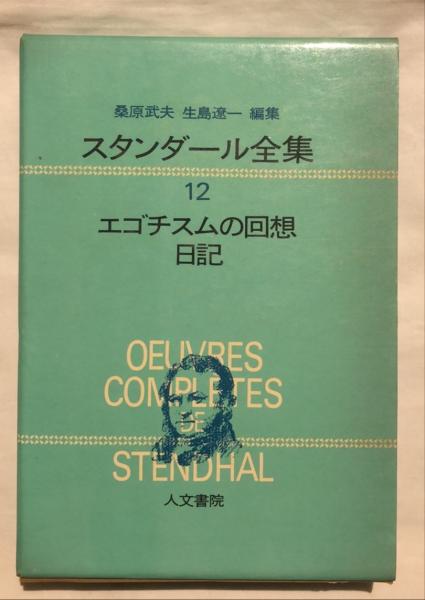 桑原武夫 生島遼一 編集
スタンダール全集
12
エゴチスムの回想
日記
OEUVRES
COMPLETES
DE
STENDHAL
人文書院